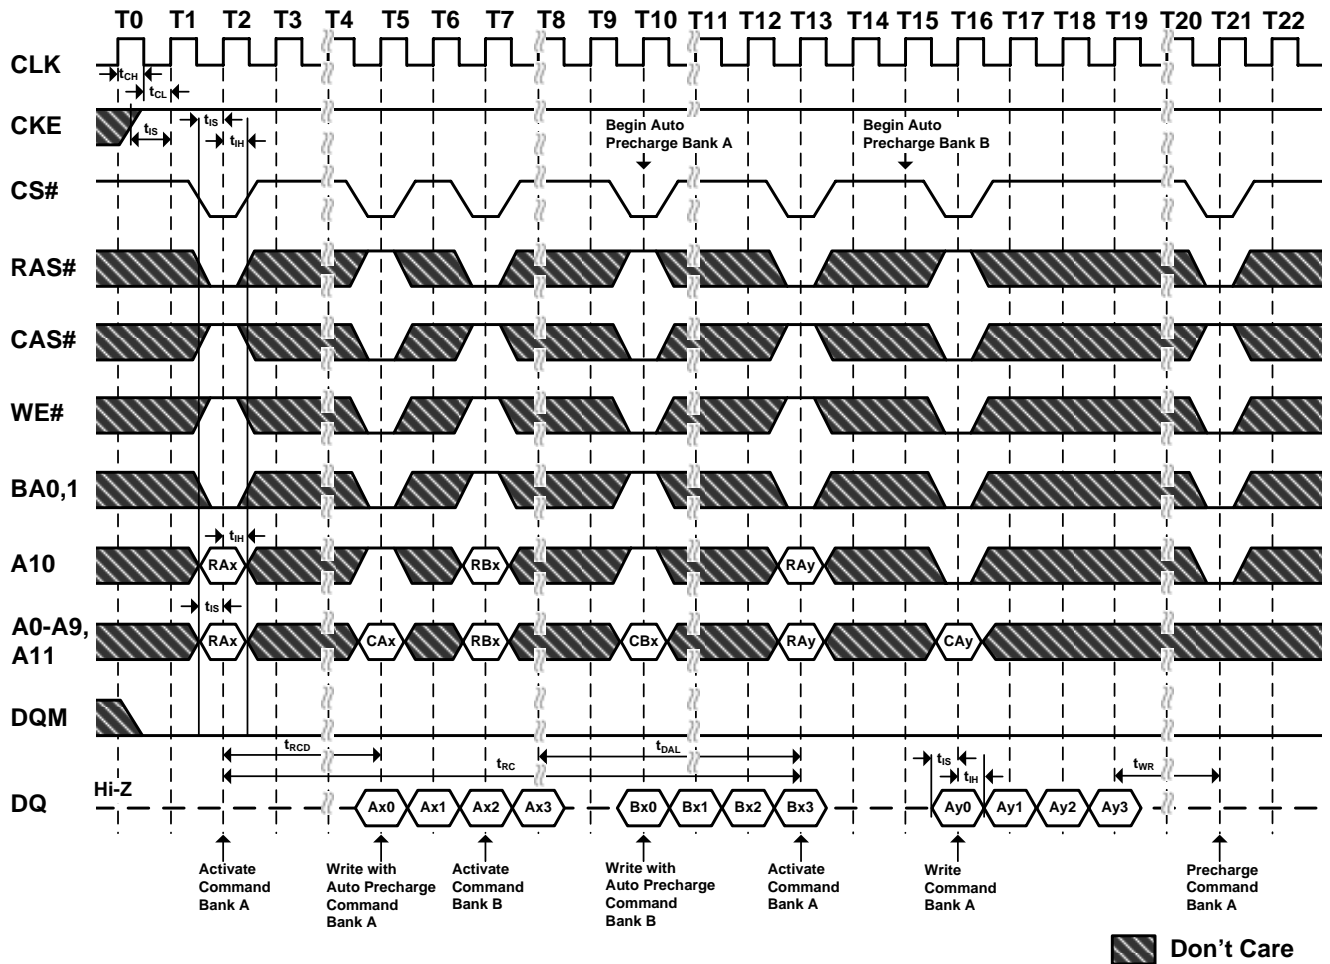 T0 T1 T2 T3 T4 T5 T6 T7 T8 T9 T10 T11 T12 T13 T14 T15 T16 T17 T18 T19 T20 T21 T22
CLK
tCH
tCL
CKE
tIS
tIS
tIH
Begin Auto
Precharge Bank A
Begin Auto
Precharge Bank B
CS#
RAS#
CAS#
WE#
BA0,1
tIH
A10
RAx RBx RAy
tIS
A0-A9,
A11
RAx CAx RBx CBx RAy CAy
DQM
tRCD
tDAL
tRC
tIS
tIH
tWR
Hi-Z
DQ
Ax0 Ax1 Ax2 Ax3 Bx0 Bx1 Bx2 Bx3 Ay0 Ay1 Ay2 Ay3
Activate
Command
Bank A
Write with
Auto Precharge
Command
Bank A
Activate
Command
Bank B
Write with
Auto Precharge
Command
Bank B
Activate
Command
Bank A
Write
Command
Bank A
Precharge
Command
Bank A
Don't Care